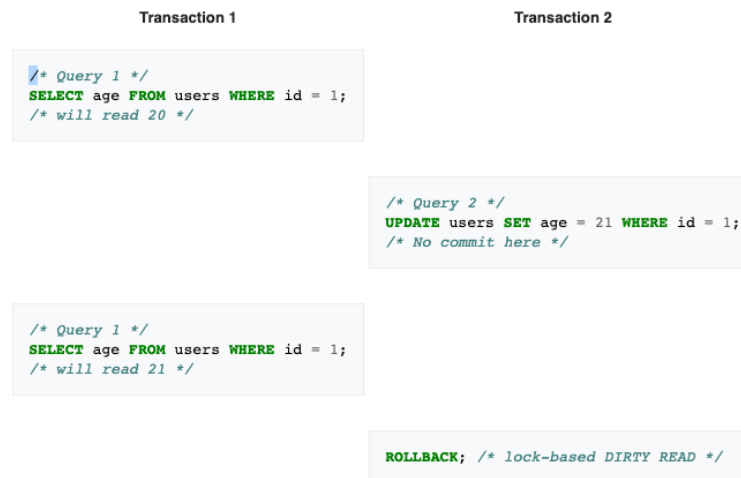 Transaction 1 Transaction 2
/* Query 1 */
SELECT age FROM users WHERE id = 1;
/* will read 20 */
/* Query 2 */
UPDATE users SET age = 21 WHERE id = 1;
/* No commit here */
/* Query 1 */
SELECT age FROM users WHERE id = 1;
/* will read 21 */
ROLLBACK; /* lock-based DIRTY READ */